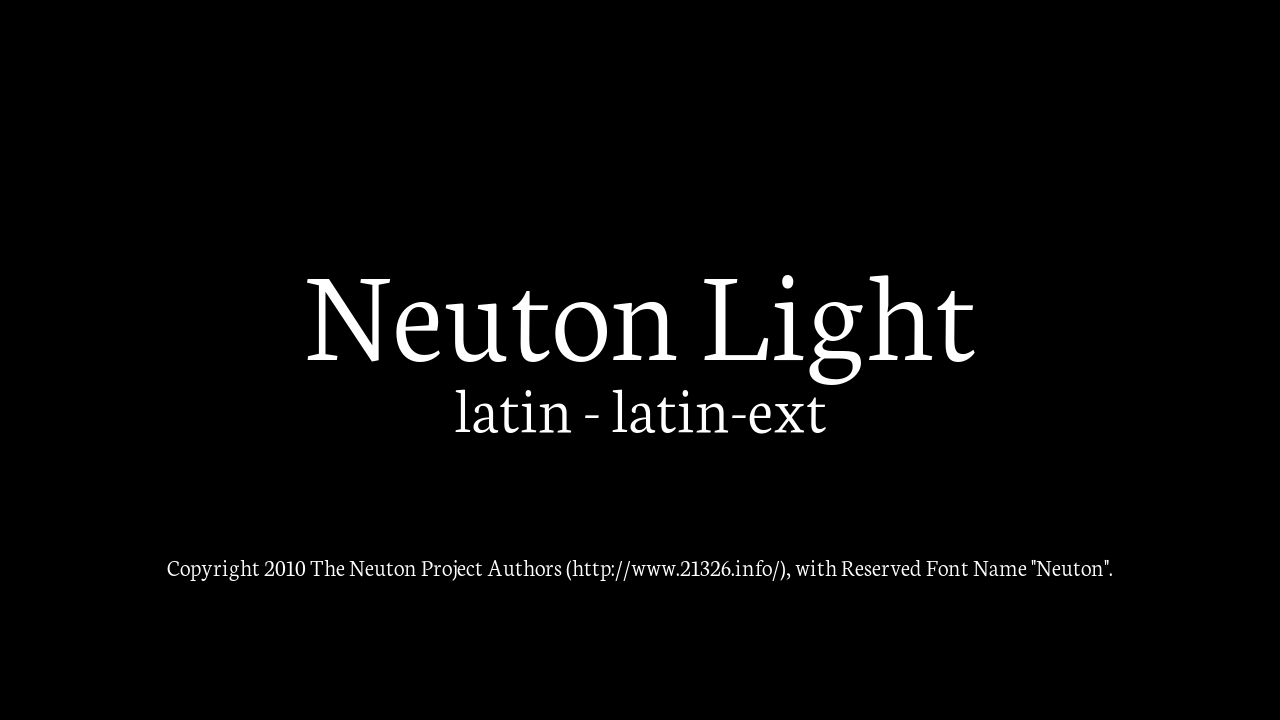 Neuton Light
latin - latin-ext
Copyright 2010 The Neuton Project Authors (http://www.21326.info/), with Reserved Font Name "Neuton".